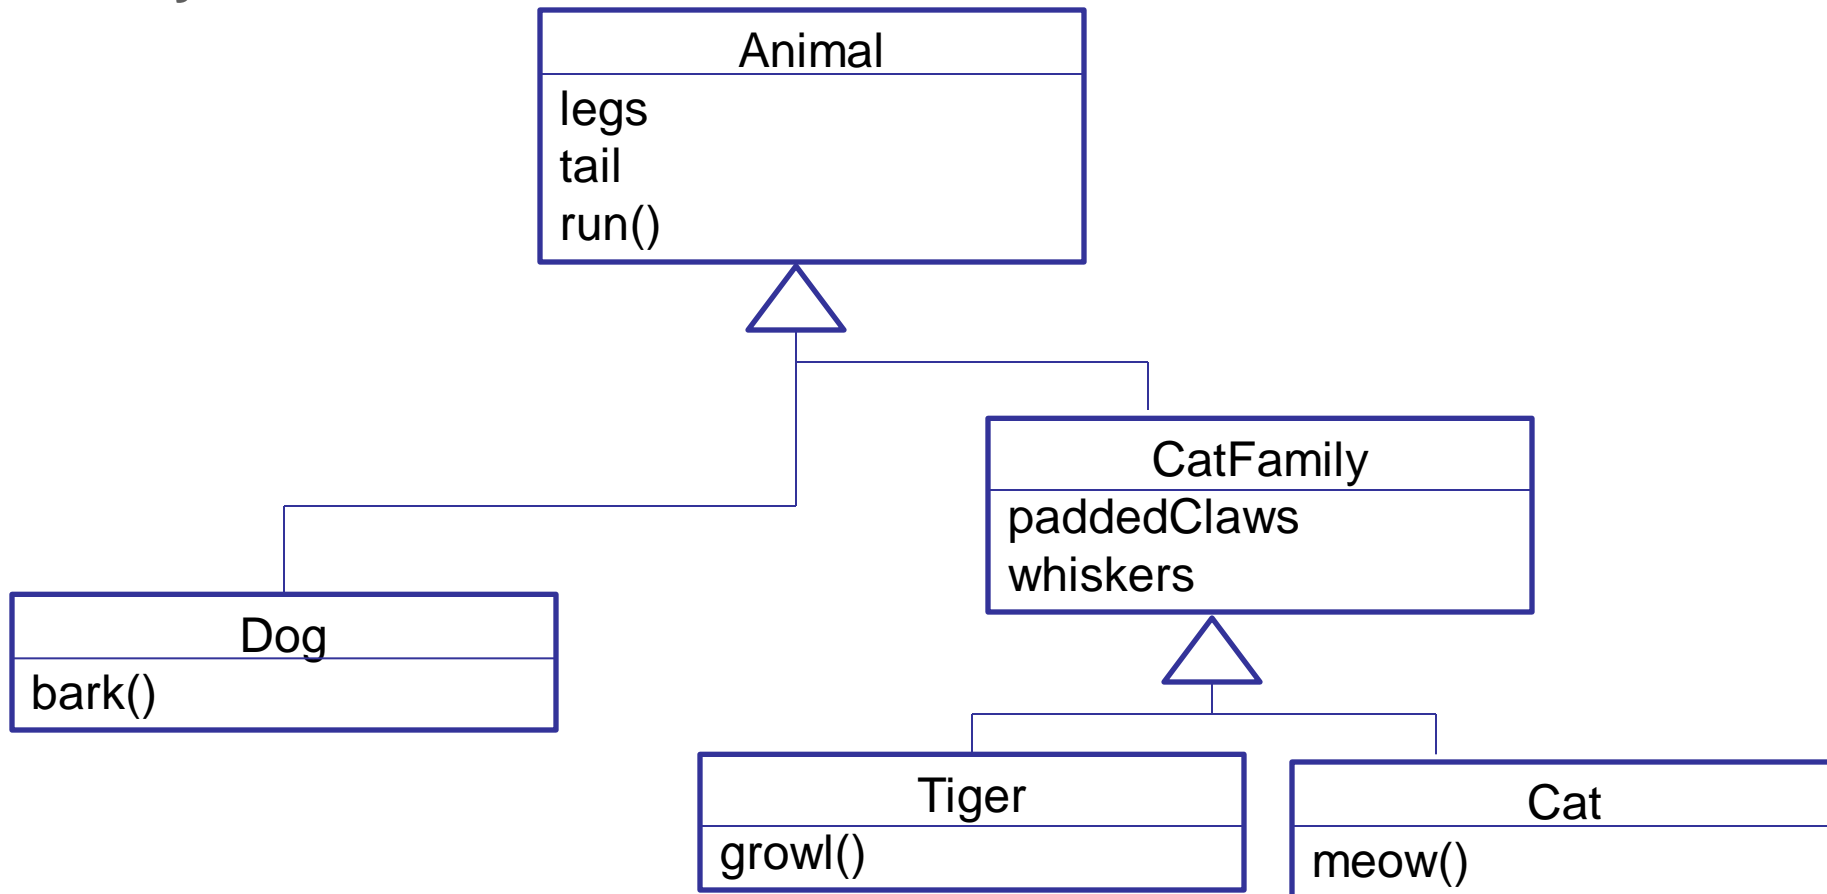 Animal
legs
tail
run()
CatFamily
paddedClaws
whiskers
Dog
bark()
Tiger
growl()
Cat
meow()